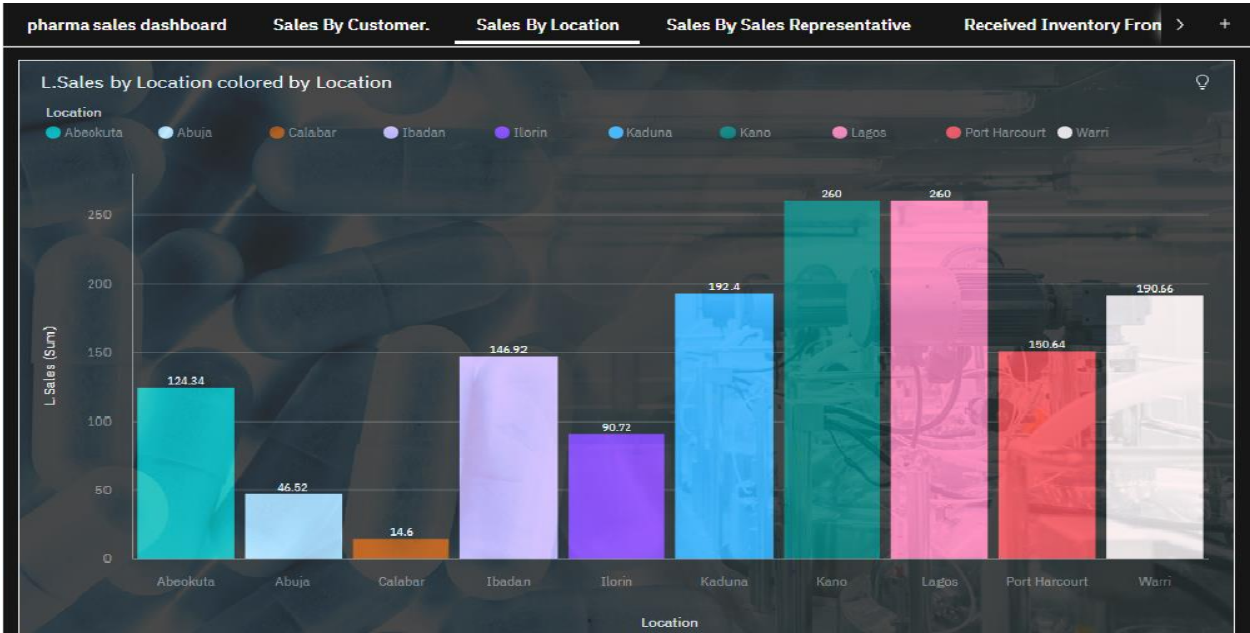 pharma sales dashboard Sales By Customer. Sales By Location Sales By Sales Representative Received Inventory From > +
L.Sales by Location colored by Location
Location
Abeokuta Abuja Calabar Ibadan Ilorin Kaduna Kano Lagos Port Harcourt Warri
260 260
250
200
192.4 190.66
150
146.92 150.64
124.34
100
90.72
50
46.52
14.6
0
L.Sales (Sum)
Abeokuta Abuja Calabar Ibadan Ilorin Kaduna Kano Lagos Port Harcourt Warri
Location